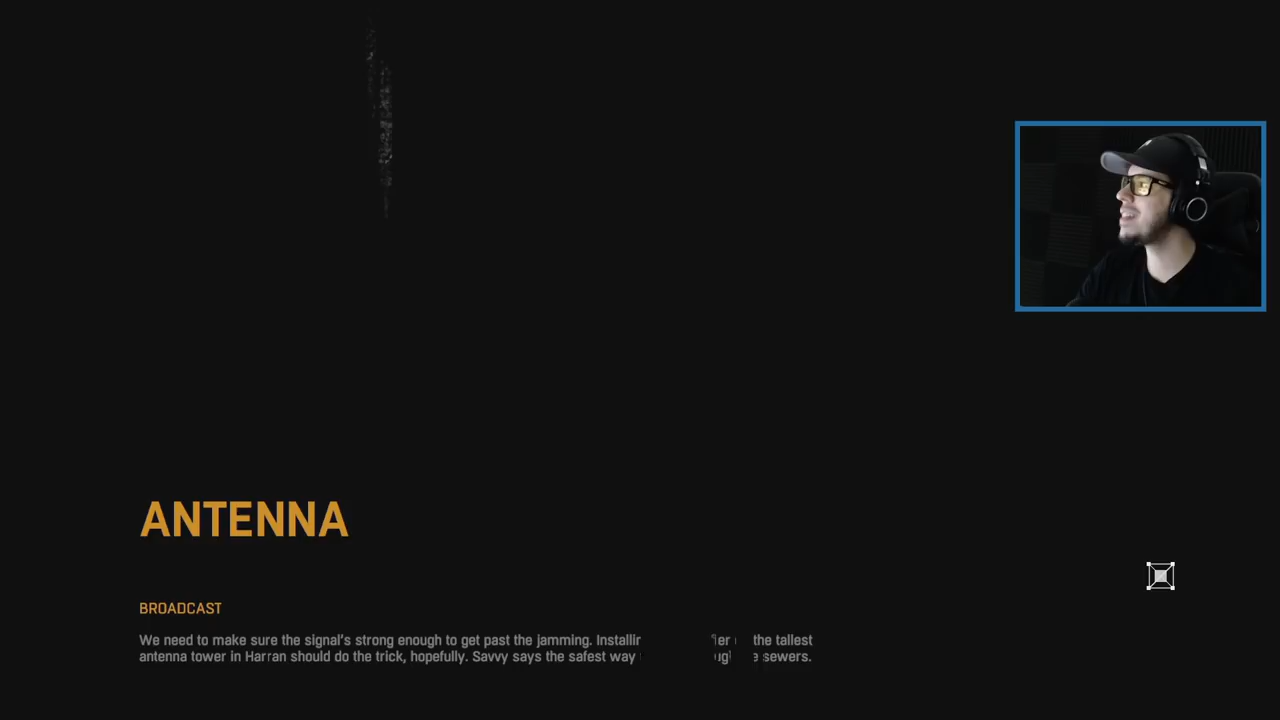 ANTENNA
BROADCAST
We need to make sure the signal's strong enough to get past the jamming. the tallest
antenna tower in Harran should do the trick, hopefully. Savvy says the safest way sewers.